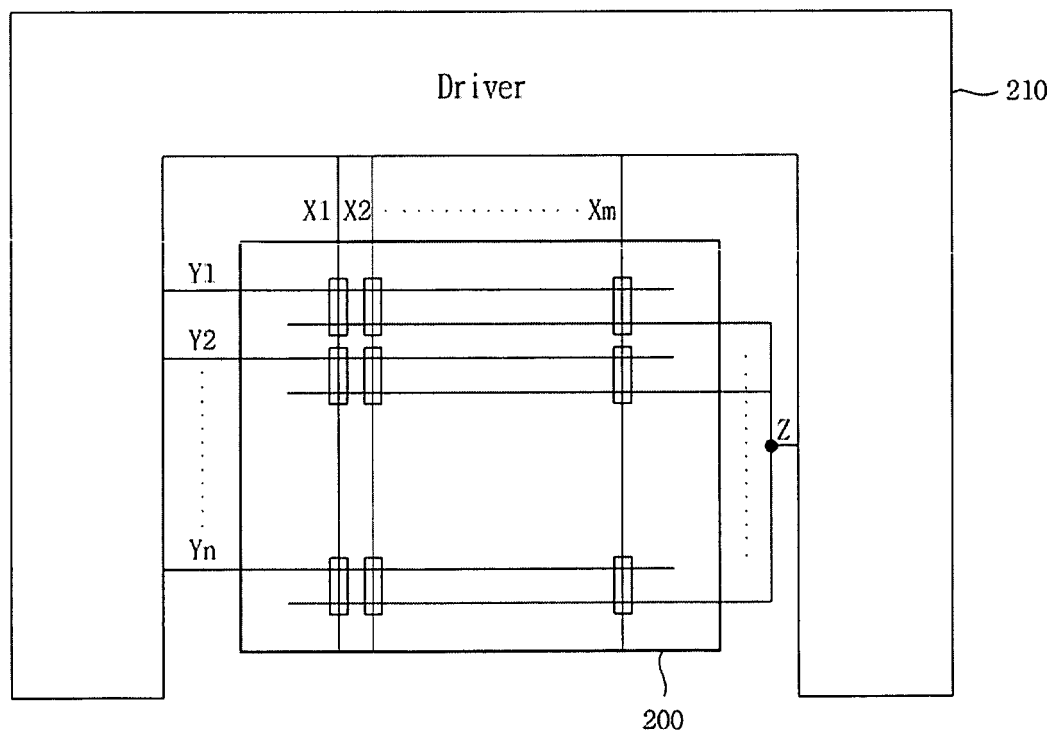 Driver
210
X1 X2 ............... Xm
Y1
Y2
Z
Yn
200